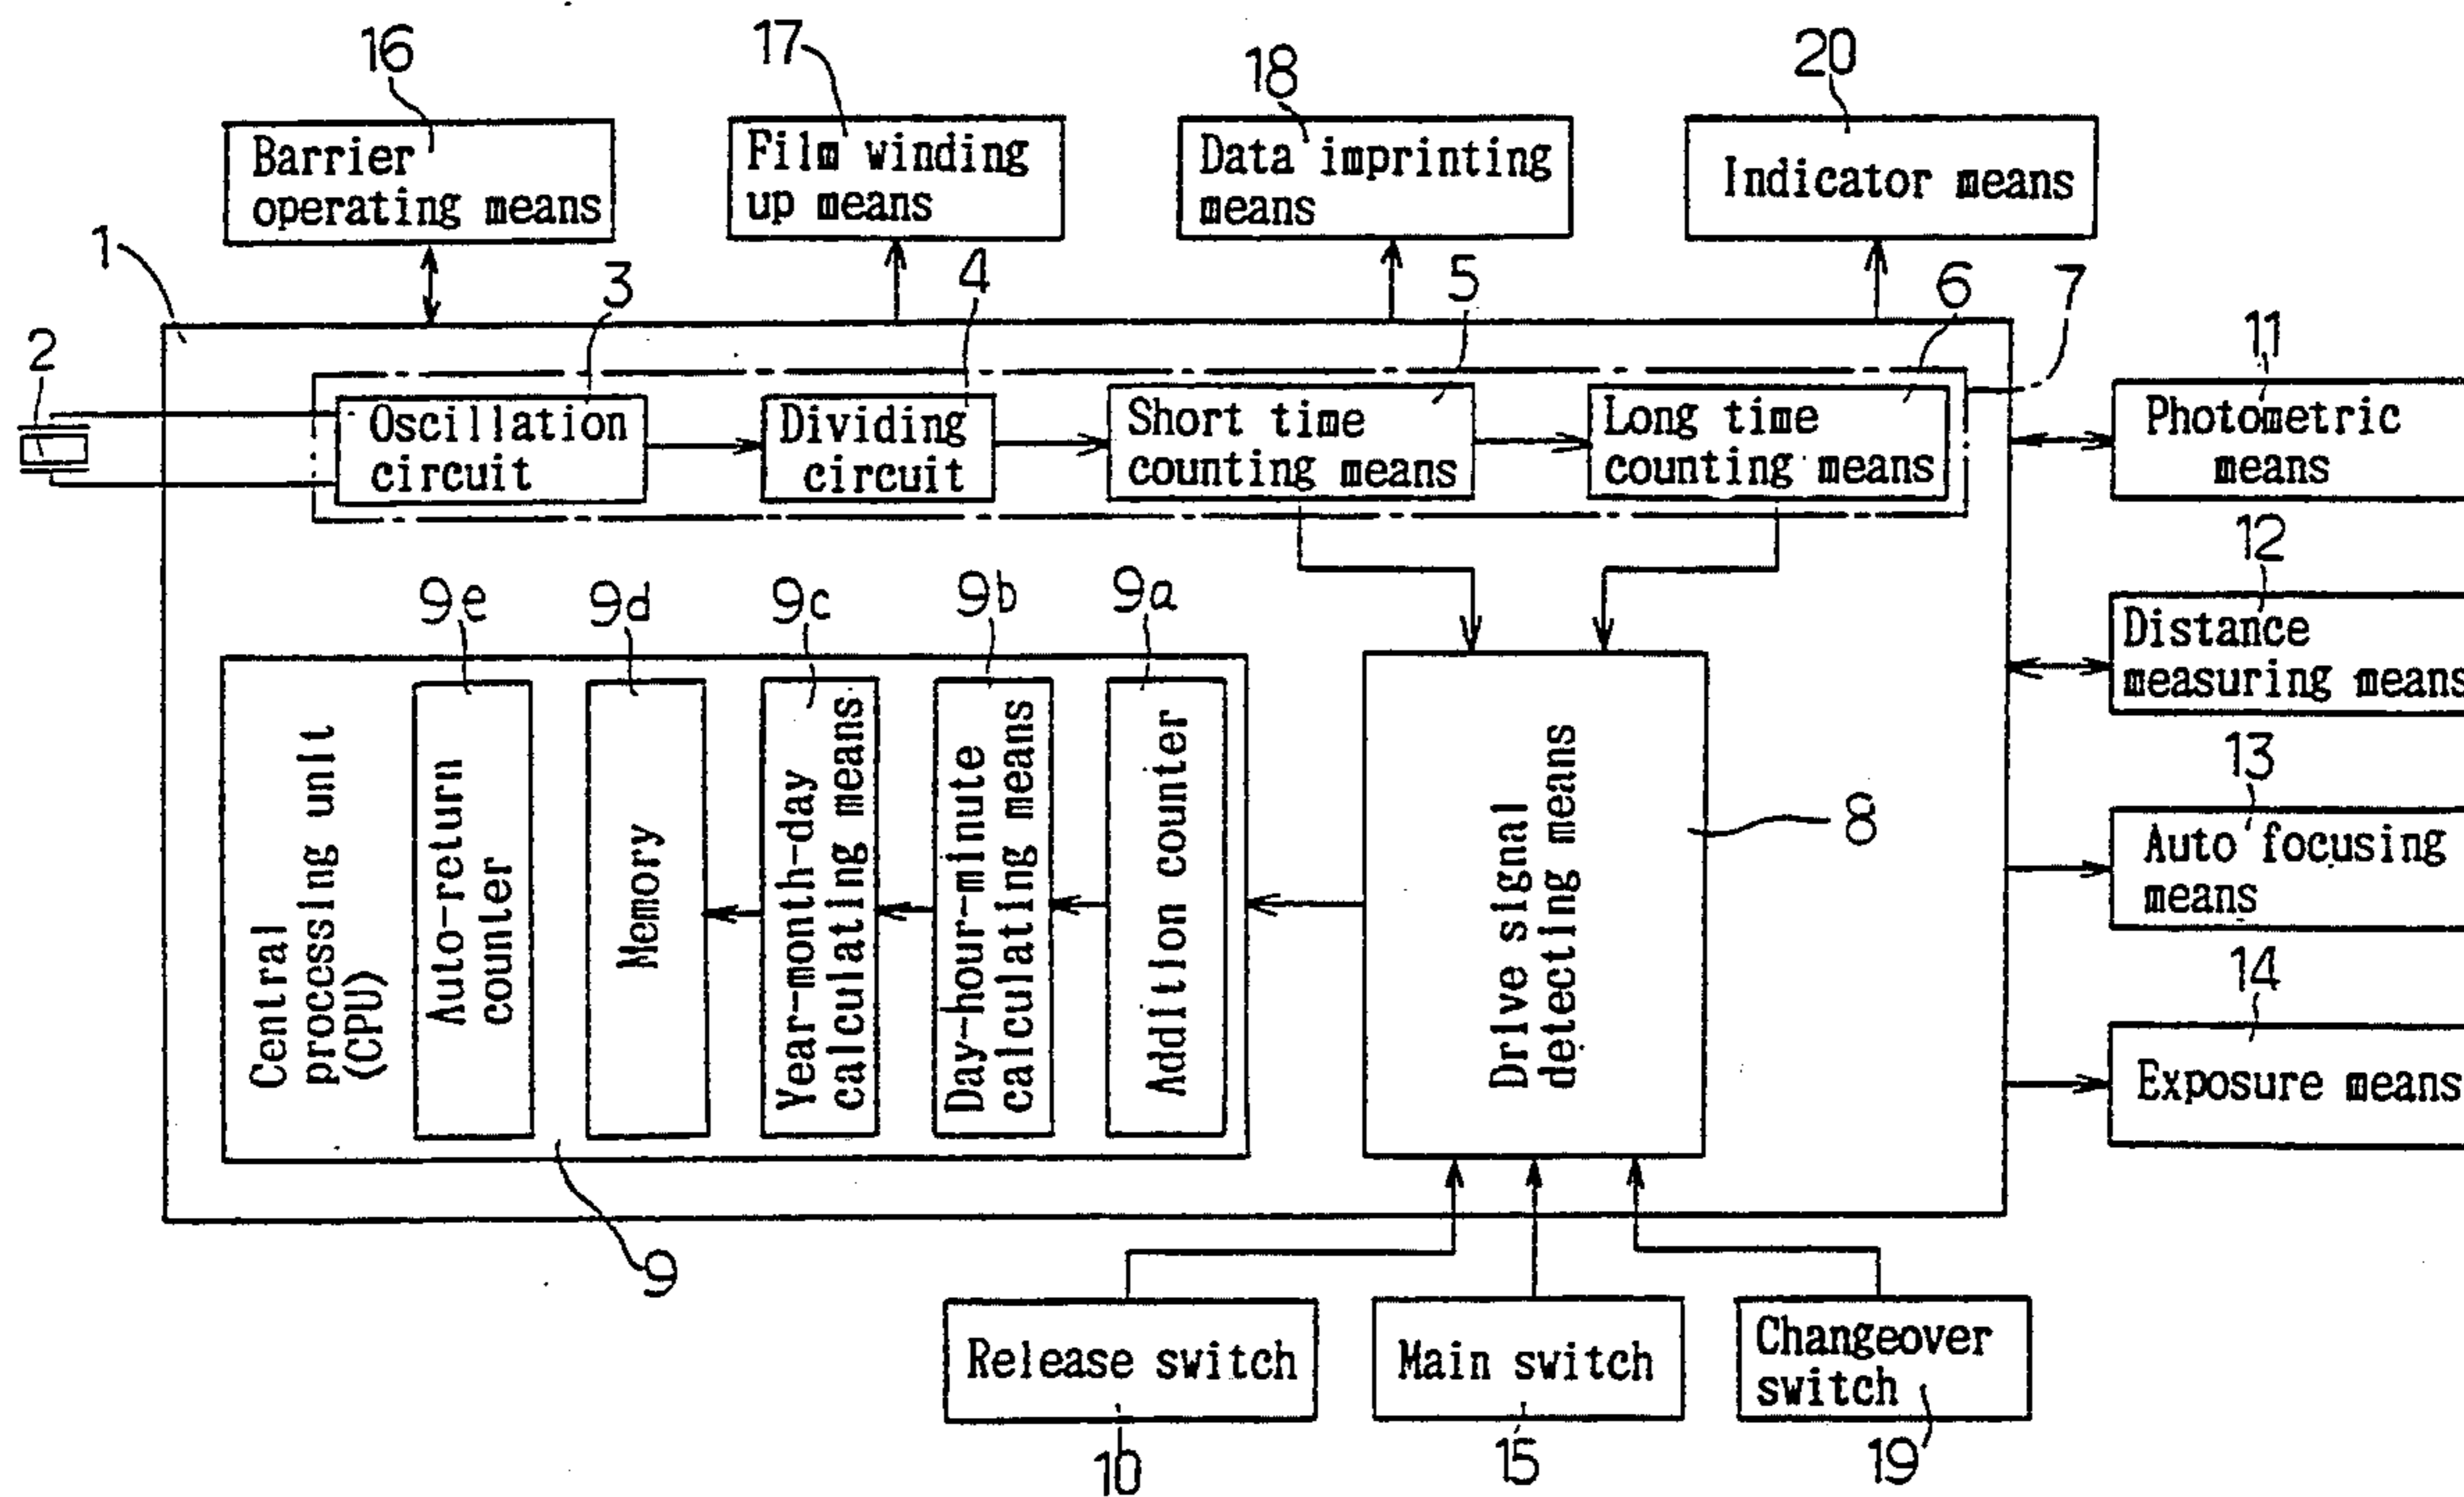 16
17
18
20
Barrier
operating means
Film winding
up means
Data imprinting
means
Indicator means
1
2
3
4
5
6
7
Oscillation
circuit
Dividing
circuit
Short time
counting means
Long time
counting means
11
Photometric
means
12
Distance
measuring means
13
Auto focusing
means
14
Exposure means
9e
9d
9c
9b
9a
Central
processing unit
(CPU)
Auto-return
counter
Memory
Year-month-day
calculating means
Day-hour-minute
calculating means
Addition counter
Drive signal
detecting means
8
9
Release switch
Main switch
Changeover
switch
10
15
19